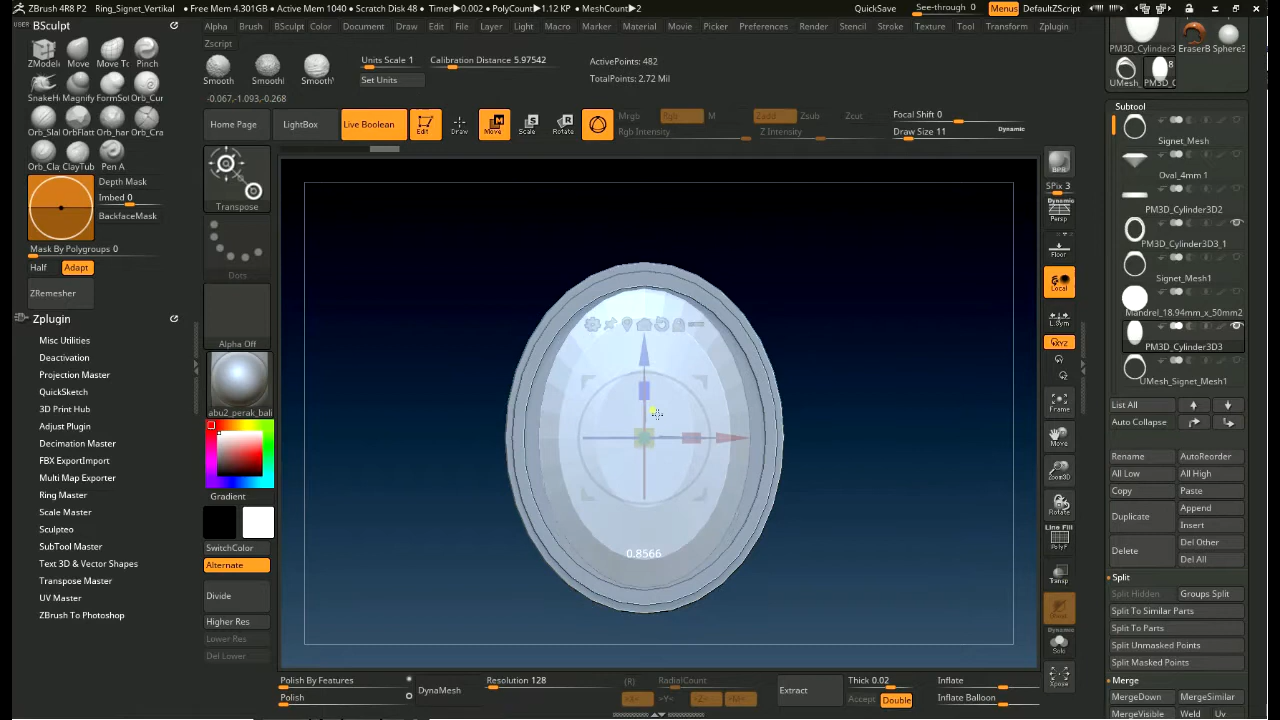 ZBrush 4R8 P2 Ring_Signet_Vertikal • Free Mem 4.301GB • Active Mem 1040 • Scratch Disk 48 • Timer▶0.002 • PolyCount▶1.12 KP • MeshCount▶2 QuickSave See-through 0 Menus DefaultZScript
BSculpt
Alpha Brush BSculpt Color Document Draw Edit File Layer Light Macro Marker Material Movie Picker Preferences Render Stencil Stroke Texture Tool Transform Zplugin
Zscript
ZModele Move Move To Pinch
SnakeHo Magnify FormSof Orb_Cur
Orb_Slas OrbFlatt Orb_har Orb_Cra
Orb_Cla ClayTub Pen A
Depth Mask
Imbed 0
BackfaceMask
Mask By Polygroups 0
Half Adapt
ZRemesher
Zplugin
Misc Utilities
Deactivation
Projection Master
QuickSketch
3D Print Hub
Adjust Plugin
Decimation Master
FBX ExportImport
Multi Map Exporter
Ring Master
Scale Master
Sculpteo
SubTool Master
Text 3D & Vector Shapes
Transpose Master
UV Master
ZBrush To Photoshop
Smooth Smooth Smooth
-0.067,-1.093,-0.268
Units Scale 1 Calibration Distance 5.97542
Set Units
ActivePoints: 482
TotalPoints: 2.72 Mil
Home Page LightBox Live Boolean Edit Draw Move Scale Rotate
Mrgb Rgb M Zadd Zsub Zcut
Rgb Intensity Z Intensity
Focal Shift 0
Draw Size 11 Dynamic
Transpose
Dots
Alpha Off
abu2_perak_bali
Gradient
SwitchColor
Alternate
Divide
Higher Res
Lower Res
Del Lower
0.8566
BPR
SPix 3
Dynamic
Persp
Floor
Local
L.Sym
Frame
Move
Zoom3D
Rotate
Line Fill
PolyF
Transp
Dynamic
Solo
Xpose
Polish By Features
Polish
DynaMesh
Resolution 128
(R) RadialCount
>X< >Y< >Z< >M<
Extract
Thick 0.02
Accept Double
Inflate
Inflate Balloon
Subtool
Signet_Mesh
Oval_4mm 1
PM3D_Cylinder3D2
PM3D_Cylinder3D3_1
Signet_Mesh1
Mandrel_18.94mm_x_50mm2
PM3D_Cylinder3D3
UMesh_Signet_Mesh1
List All
Auto Collapse
Rename AutoReorder
All Low All High
Copy Paste
Duplicate Append
Insert
Delete Del Other
Del All
Split
Split Hidden Groups Split
Split To Similar Parts
Split To Parts
Split Unmasked Points
Split Masked Points
Merge
MergeDown MergeSimilar
MergeVisible Weld Uv